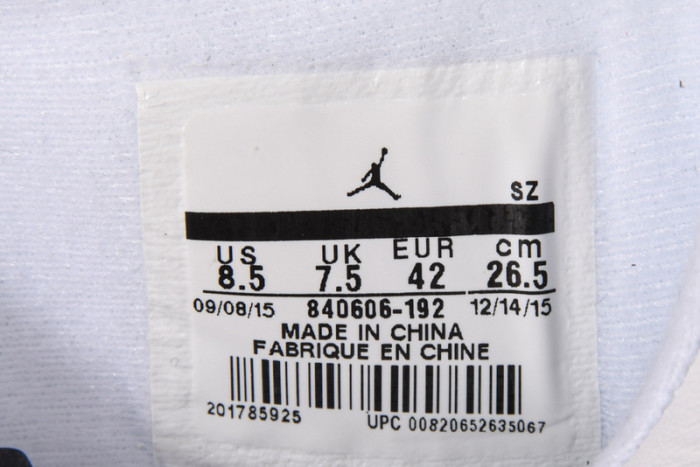 SZ
US UK EUR cm
8.5 7.5 42 26.5
09/08/15 840606-192 12/14/15
MADE IN CHINA
FABRIQUE EN CHINE
201785925 UPC 00820652635067